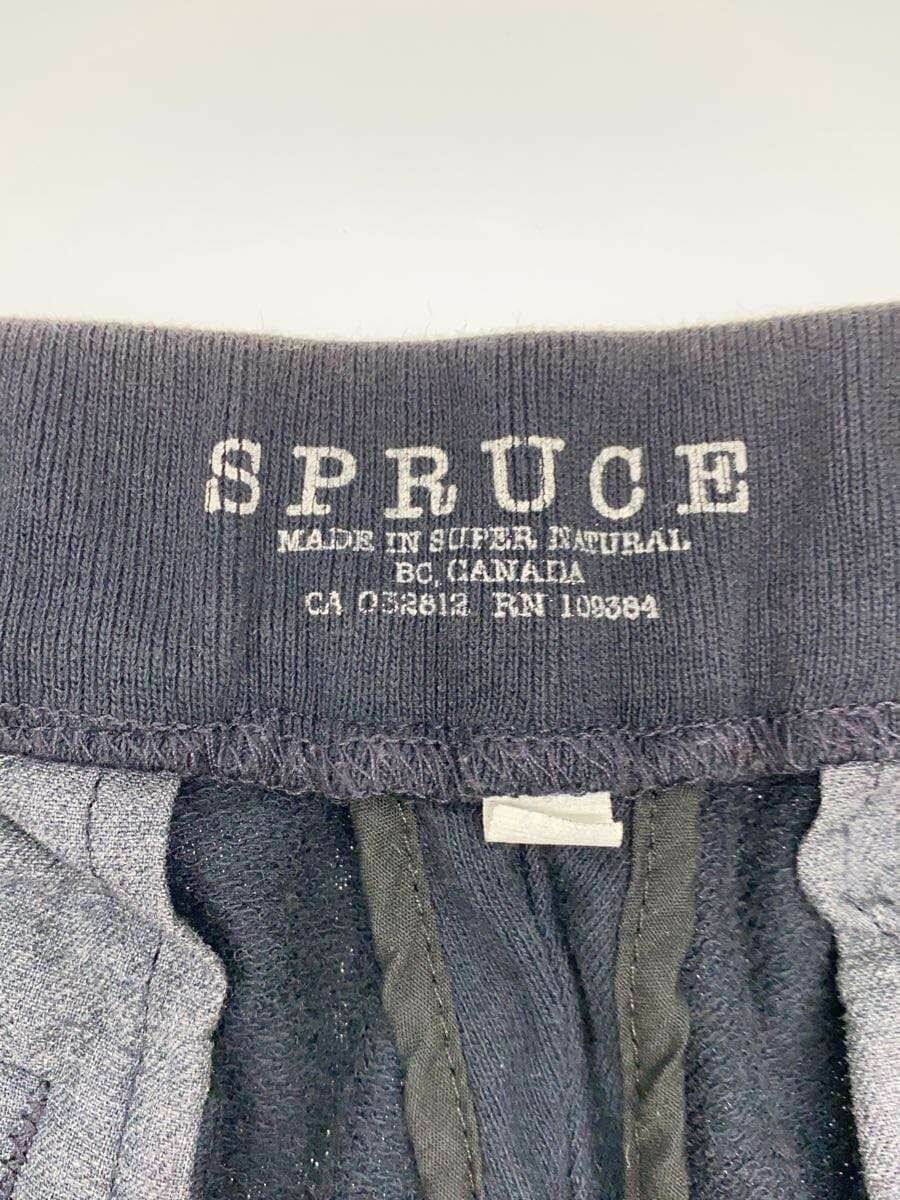 SPRUCE
MADE IN SUPER NATURAL
BC, CANADA
CA 032812 RN 109384